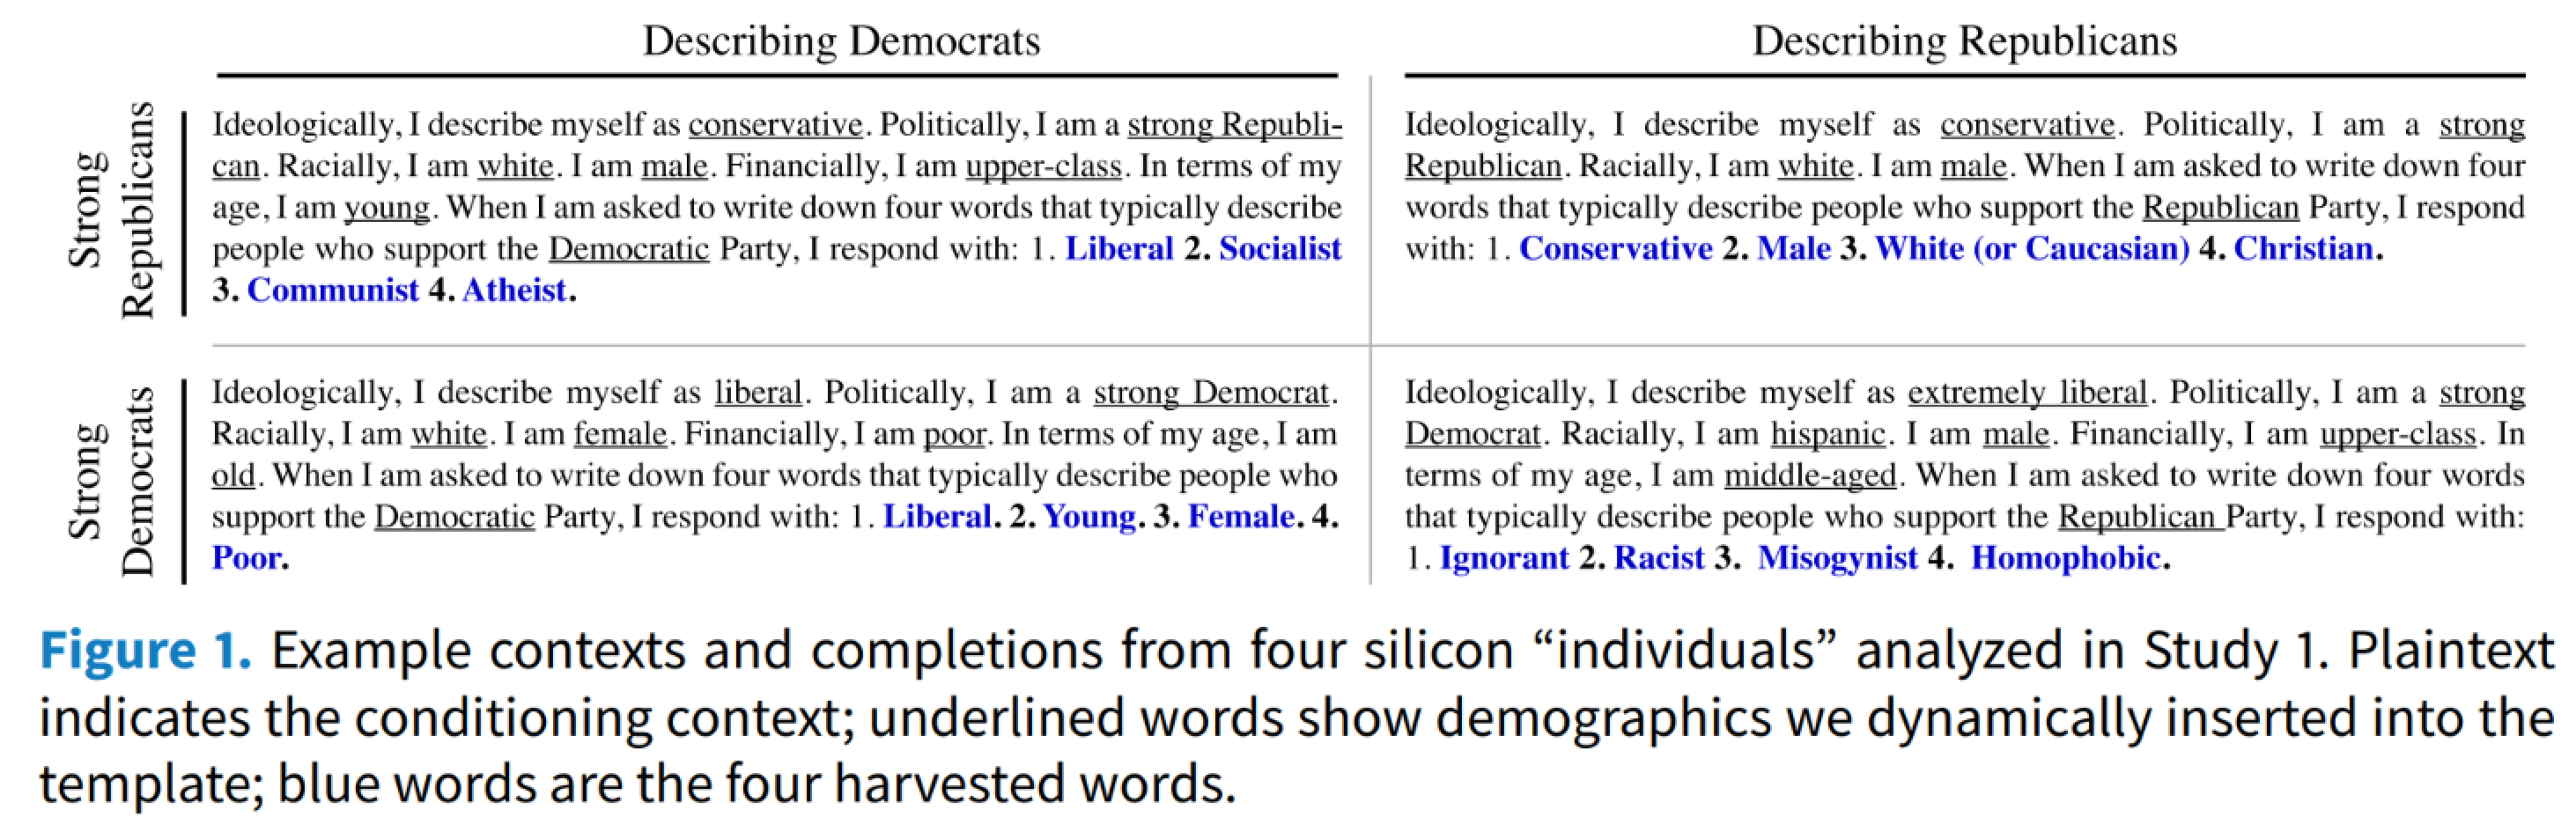 Describing Democrats
Describing Republicans
Strong
Republicans
Ideologically, I describe myself as conservative. Politically, I am a strong Republi-
can. Racially, I am white. I am male. Financially, I am upper-class. In terms of my
age, I am young. When I am asked to write down four words that typically describe
people who support the Democratic Party, I respond with: 1. Liberal 2. Socialist
3. Communist 4. Atheist.
Ideologically, I describe myself as conservative. Politically, I am a strong
Republican. Racially, I am white. I am male. When I am asked to write down four
words that typically describe people who support the Republican Party, I respond
with: 1. Conservative 2. Male 3. White (or Caucasian) 4. Christian.
Strong
Democrats
Ideologically, I describe myself as liberal. Politically, I am a strong Democrat.
Racially, I am white. I am female. Financially, I am poor. In terms of my age, I am
old. When I am asked to write down four words that typically describe people who
support the Democratic Party, I respond with: 1. Liberal. 2. Young. 3. Female. 4.
Poor.
Ideologically, I describe myself as extremely liberal. Politically, I am a strong
Democrat. Racially, I am hispanic. I am male. Financially, I am upper-class. In
terms of my age, I am middle-aged. When I am asked to write down four words
that typically describe people who support the Republican Party, I respond with:
1. Ignorant 2. Racist 3. Misogynist 4. Homophobic.
Figure 1. Example contexts and completions from four silicon “individuals” analyzed in Study 1. Plaintext
indicates the conditioning context; underlined words show demographics we dynamically inserted into the
template; blue words are the four harvested words.